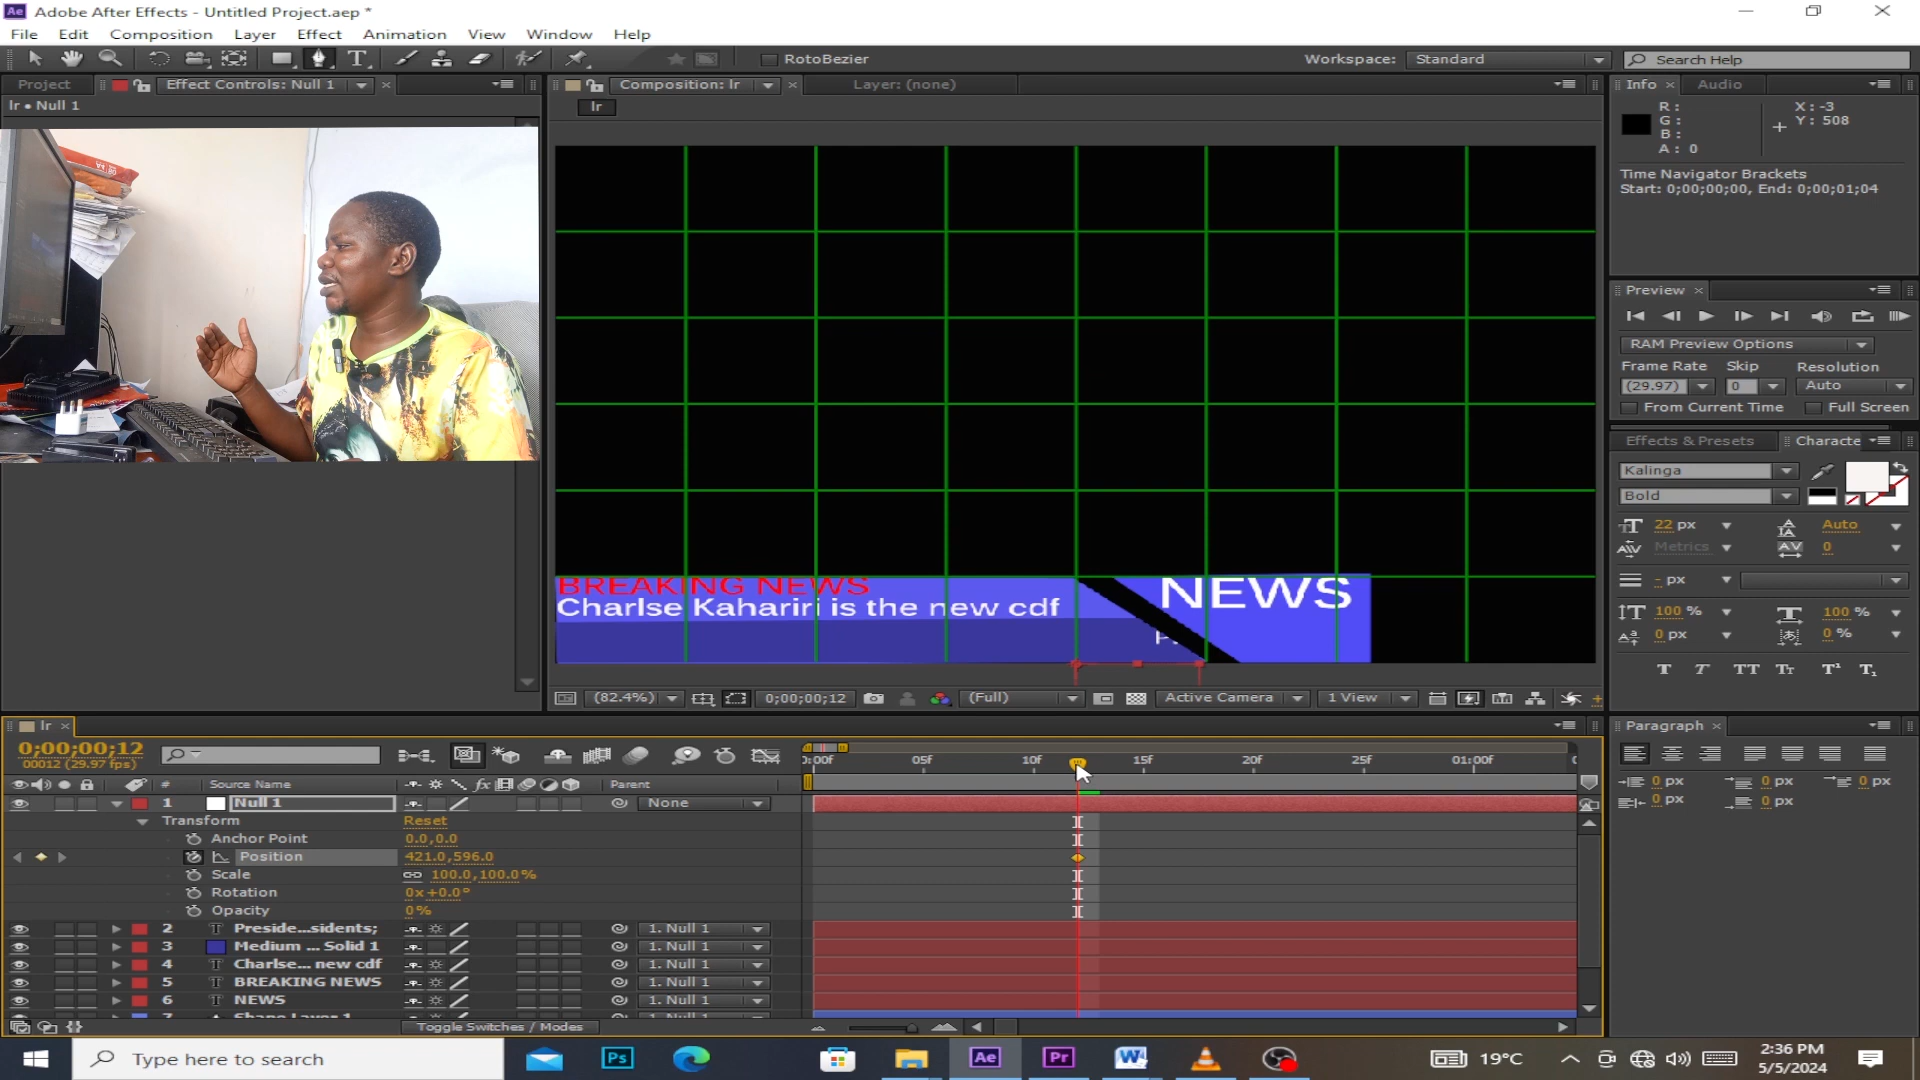 Ae Adobe After Effects - Untitled Project.aep *
File Edit Composition Layer Effect Animation View Window Help
RotoBezier
Workspace: Standard
Search Help
Project
Effect Controls: Null 1
Composition: lr
Layer: (none)
Info
Audio
lr • Null 1
lr
R :
G :
B :
A : 0
X : -3
Y : 508
Time Navigator Brackets
Start: 0;00;00;00, End: 0;00;01;04
Preview
RAM Preview Options
Frame Rate Skip Resolution
(29.97) 0 Auto
From Current Time Full Screen
Effects & Presets
Characte
Kalinga
Bold
22 px
Auto
Metrics
0
- px
100 %
100 %
0 px
0 %
BREAKING NEWS
Charlse Kahariri is the new cdf
NEWS
(82.4%)
0;00;00;12
(Full)
Active Camera
1 View
lr
0;00;00;12
00012 (29.97 fps)
05f 10f 15f 20f 25f 01:00f
# Source Name Parent
1 Null 1 None
Transform Reset
Anchor Point 0.0,0.0
Position 421.0,596.0
Scale 100.0,100.0%
Rotation 0x+0.0°
Opacity 0%
2 Preside...sidents; 1. Null 1
3 Medium ... Solid 1 1. Null 1
4 Charlse... new cdf 1. Null 1
5 BREAKING NEWS 1. Null 1
6 NEWS 1. Null 1
Toggle Switches / Modes
Paragraph
0 px 0 px 0 px
0 px 0 px
Type here to search
Ps
Ae
Pr
W
19°C
2:36 PM
5/5/2024